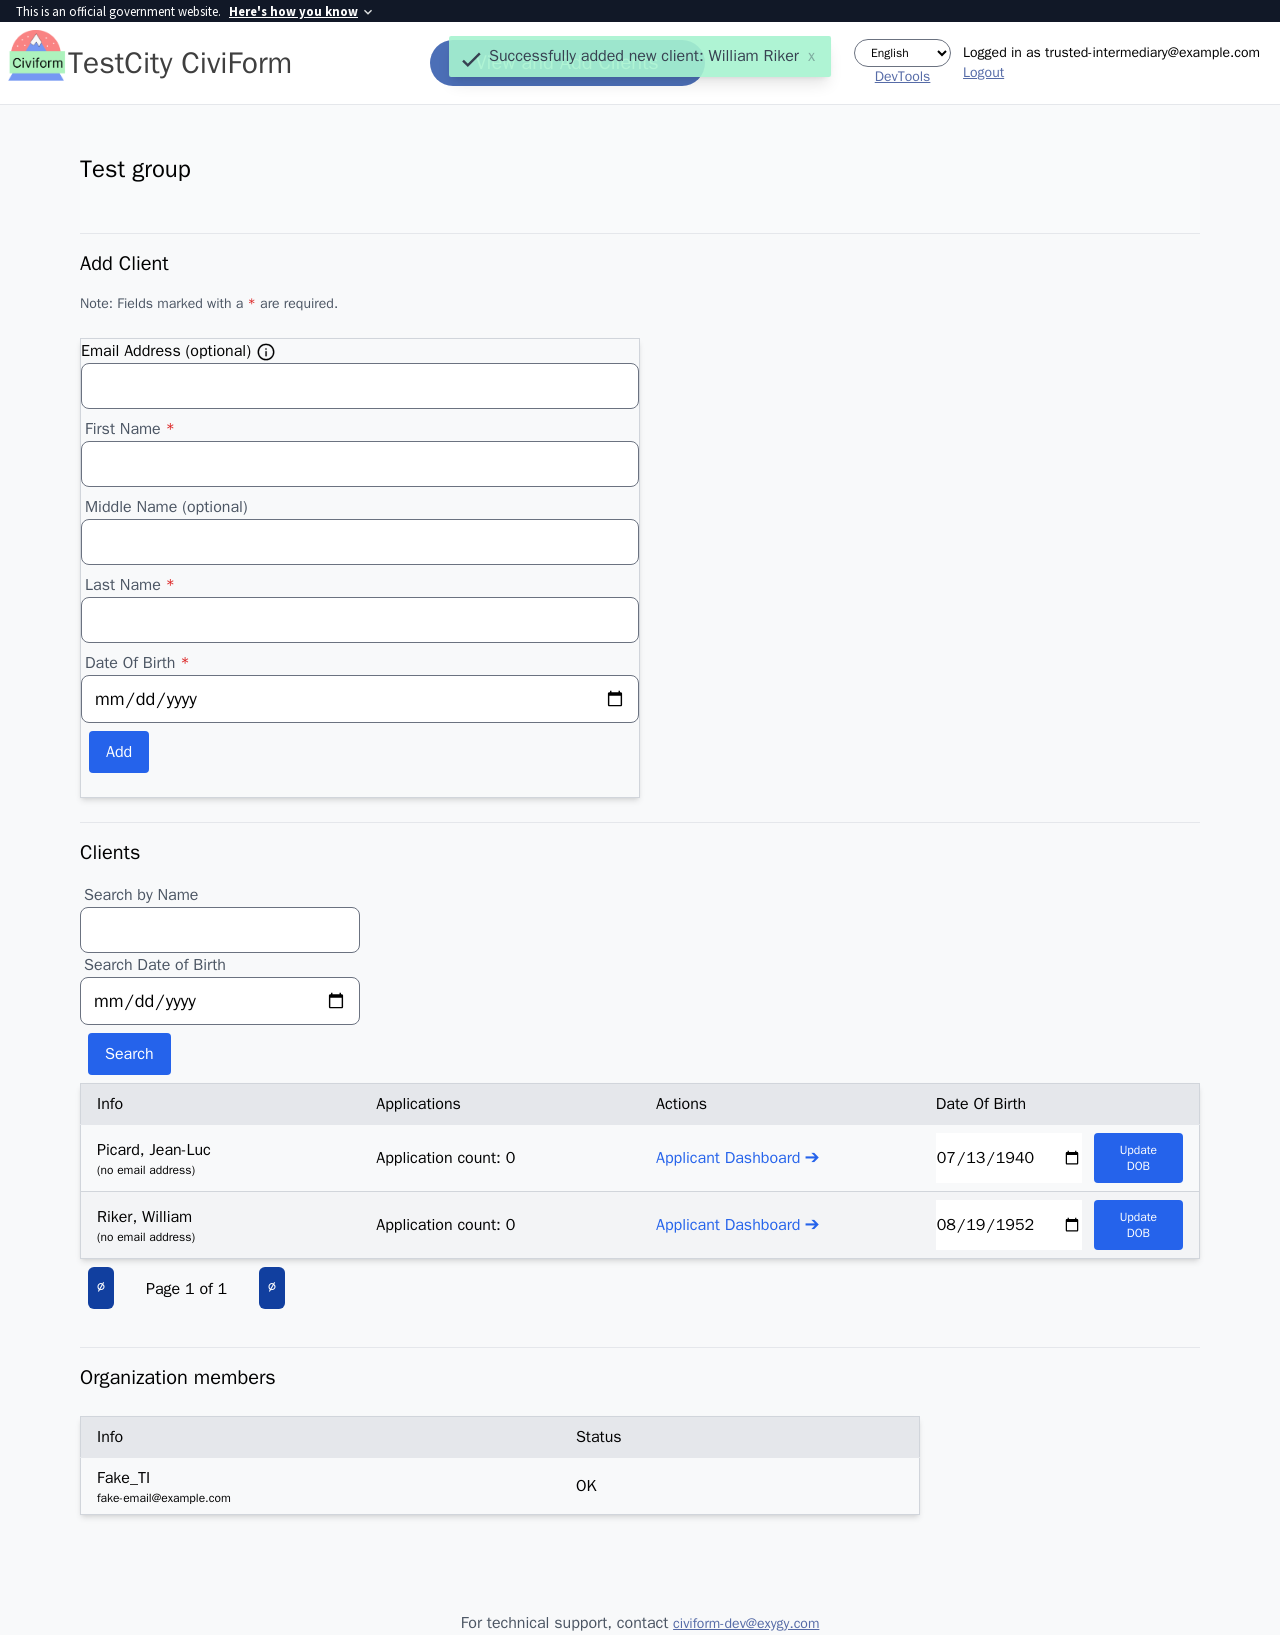 This is an official government website. Here's how you know
Civiform
TestCity CiviForm
Successfully added new client: William Riker x
English
DevTools
Logged in as trusted-intermediary@example.com
Logout
Test group
Add Client
Note: Fields marked with a * are required.
Email Address (optional)
First Name *
Middle Name (optional)
Last Name *
Date Of Birth *
mm/dd/yyyy
Add
Clients
Search by Name
Search Date of Birth
mm/dd/yyyy
Search
Info Applications Actions Date Of Birth
Picard, Jean-Luc
(no email address)
Application count: 0
Applicant Dashboard ➔
07/13/1940
Update
DOB
Riker, William
(no email address)
Application count: 0
Applicant Dashboard ➔
08/19/1952
Update
DOB
∅ Page 1 of 1 ∅
Organization members
Info Status
Fake_TI
fake-email@example.com
OK
For technical support, contact civiform-dev@exygy.com